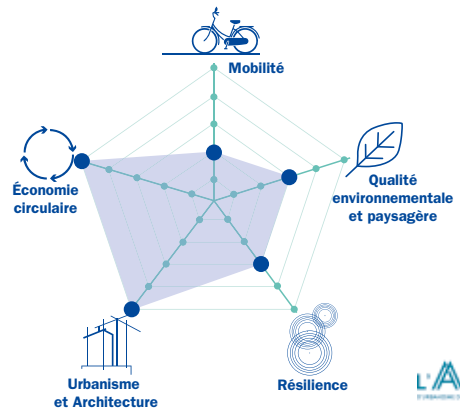 Mobilité
Économie
circulaire
Qualité
environnementale
et paysagère
Urbanisme
et Architecture
Résilience
L'A